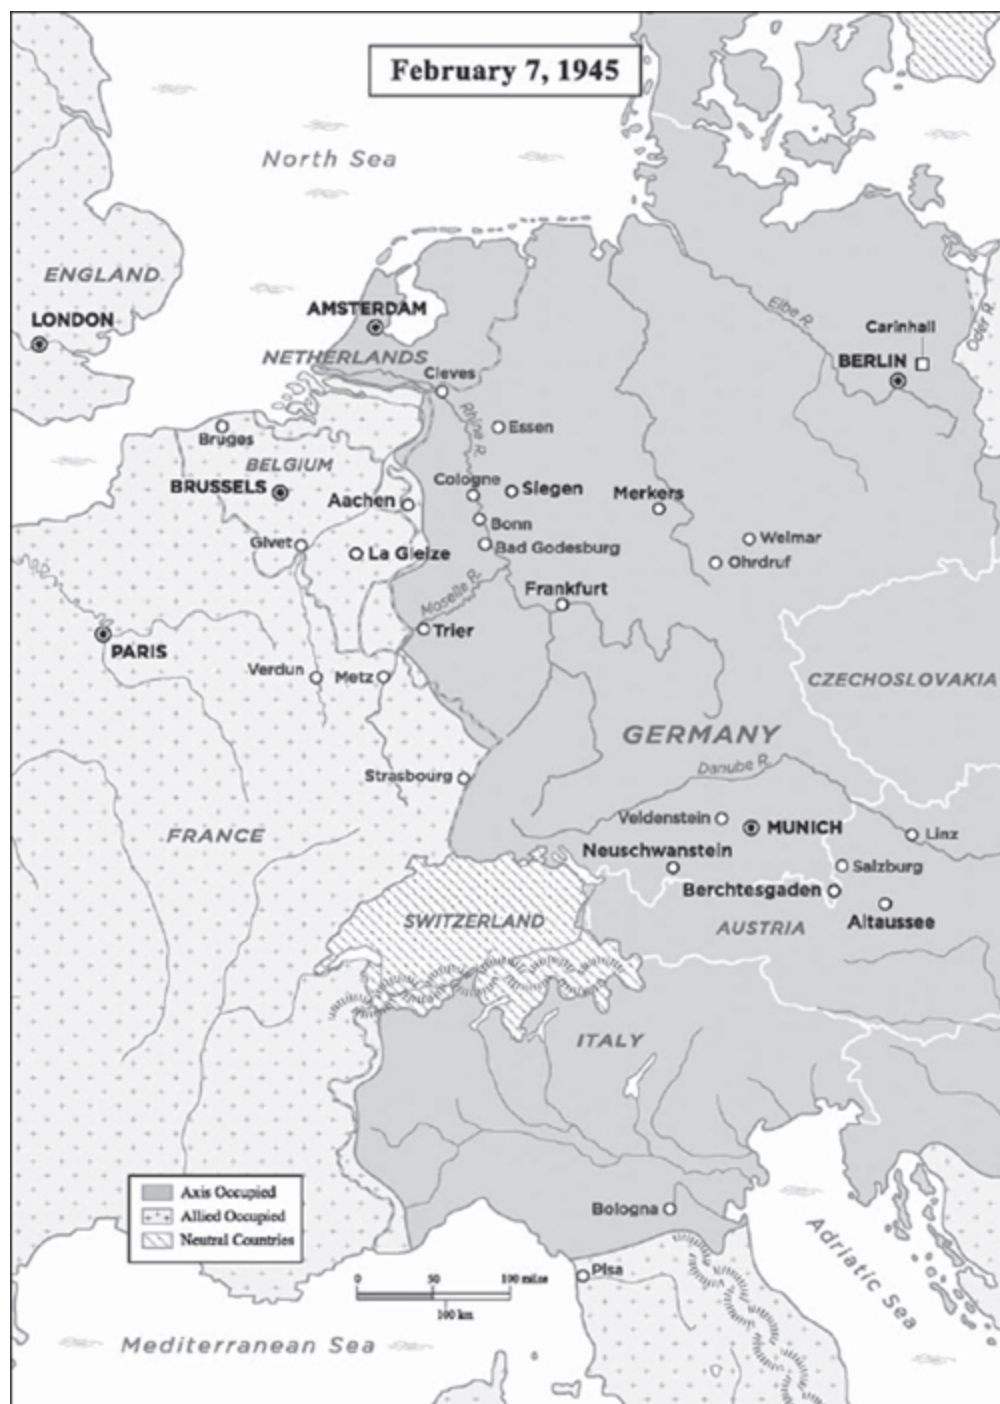 February 7, 1945
North Sea
ENGLAND
LONDON
AMSTERDAM
NETHERLANDS
Elbe R.
Oder R.
Carinhall
BERLIN
Cleves
Rhine R.
Essen
Bruges
BELGIUM
BRUSSELS
Aachen
Cologne
Siegen
Merkers
Bonn
Givet
La Gleize
Bad Godesburg
Weimar
Ohrdruf
Moselle R.
Frankfurt
Trier
PARIS
Verdun
Metz
CZECHOSLOVAKIA
GERMANY
Danube R.
Strasbourg
FRANCE
Veldenstein
MUNICH
Linz
Neuschwanstein
Salzburg
Berchtesgaden
SWITZERLAND
AUSTRIA
Altaussee
ITALY
Axis Occupied
Allied Occupied
Neutral Countries
Bologna
Adriatic Sea
Pisa
0 50 100 miles
100 km
Mediterranean Sea